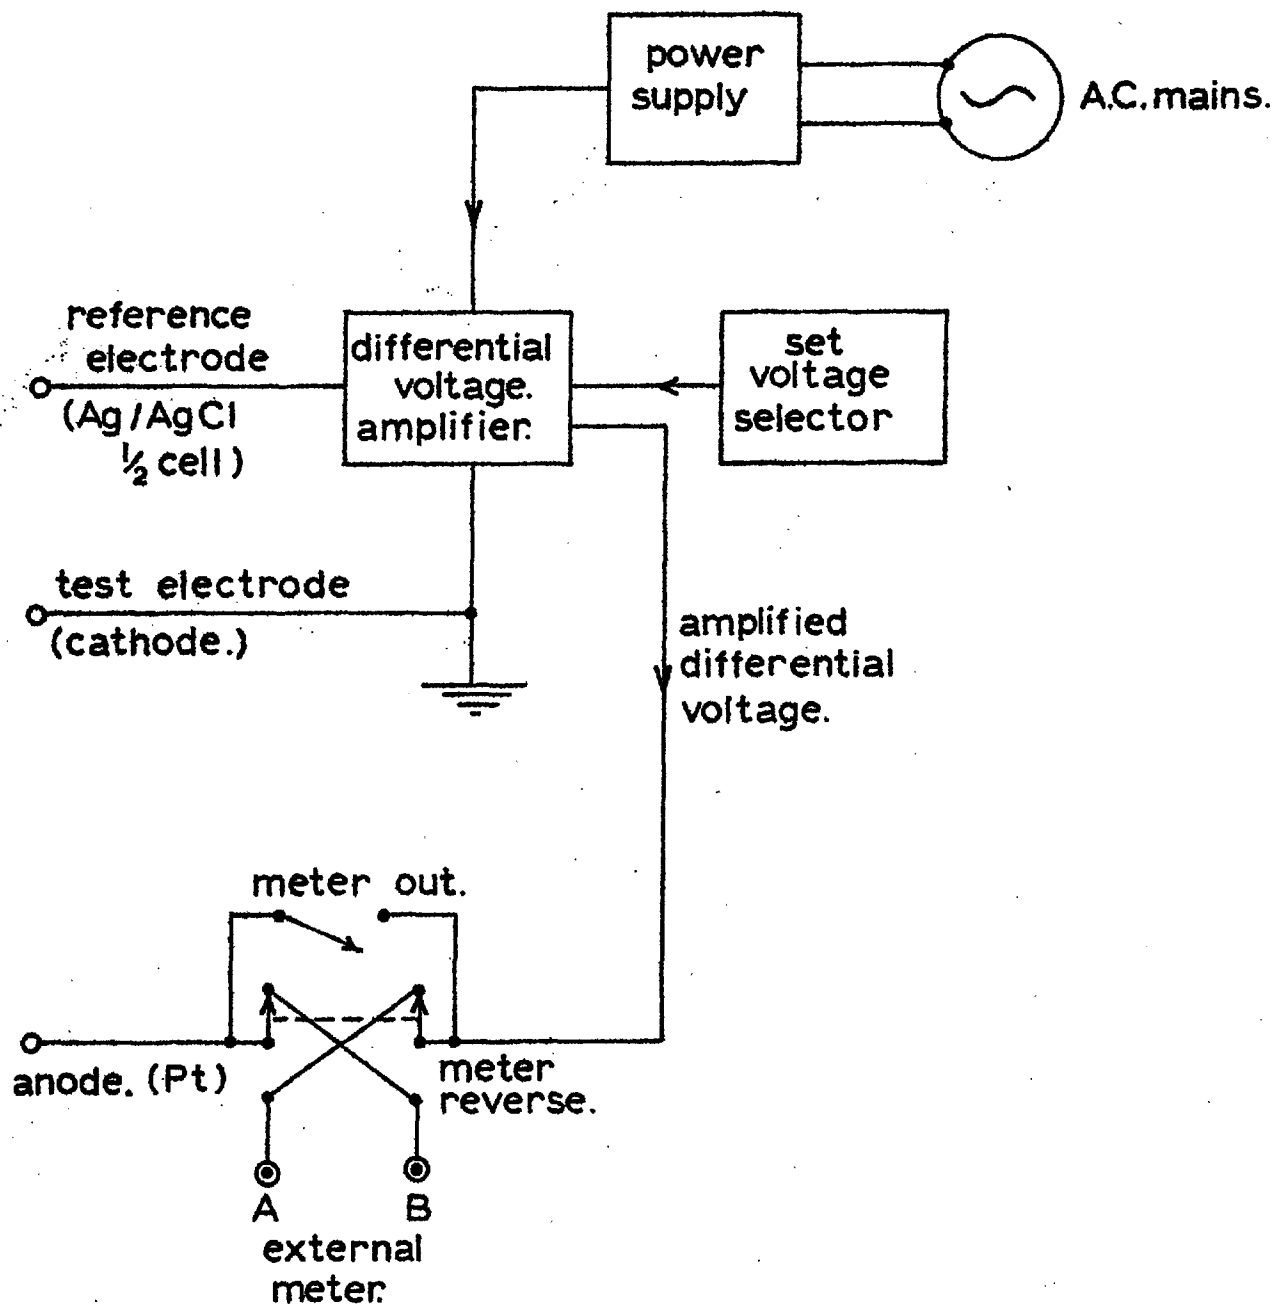 power
supply
A.C. mains.
reference
electrode
(Ag/AgCl
½ cell)
differential
voltage.
amplifier.
set
voltage
selector
test electrode
(cathode.)
amplified
differential
voltage.
meter out.
anode. (Pt)
meter
reverse.
A
B
external
meter.